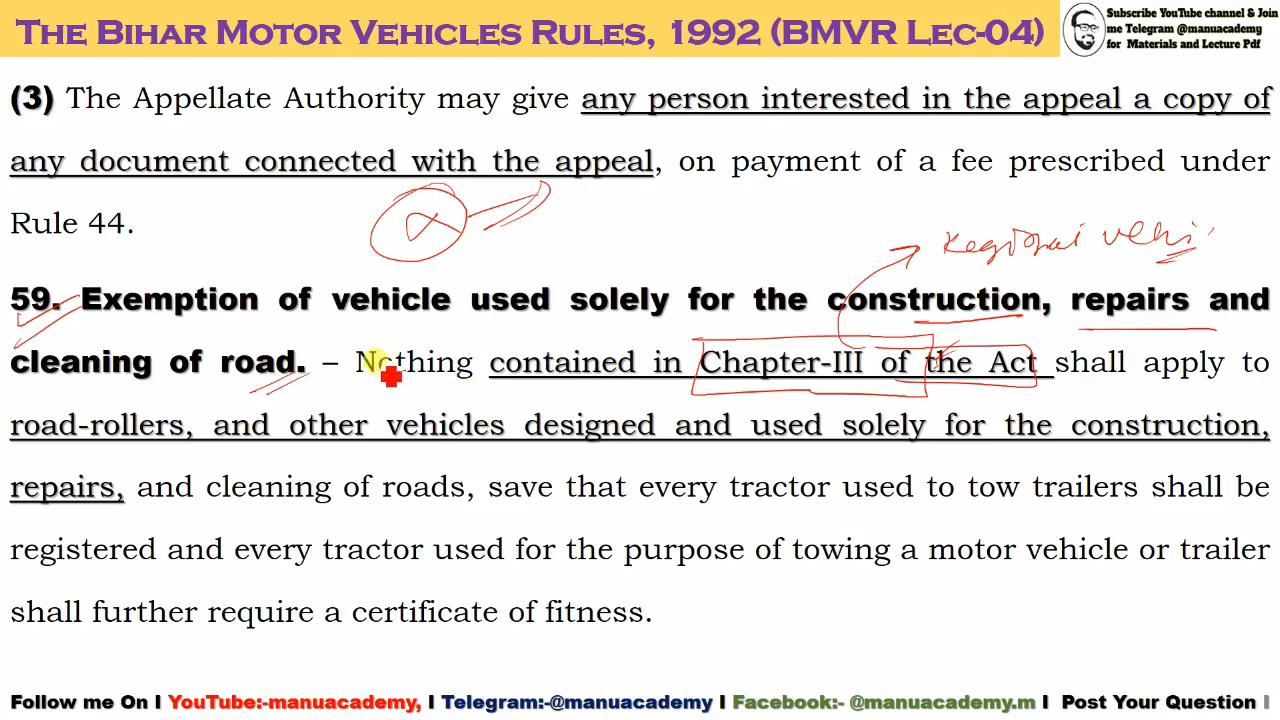 THE BIHAR MOTOR VEHICLES RULES, 1992 (BMVR LEC-04)
Subscribe YouTube channel & Join
me Telegram @manuacademy
for Materials and Lecture Pdf
(3) The Appellate Authority may give any person interested in the appeal a copy of
any document connected with the appeal, on payment of a fee prescribed under
Rule 44.
59. Exemption of vehicle used solely for the construction, repairs and
cleaning of road. – Nothing contained in Chapter-III of the Act shall apply to
road-rollers, and other vehicles designed and used solely for the construction,
repairs, and cleaning of roads, save that every tractor used to tow trailers shall be
registered and every tractor used for the purpose of towing a motor vehicle or trailer
shall further require a certificate of fitness.
Follow me On I YouTube:-manuacademy, I Telegram:-@manuacademy I Facebook:- @manuacademy.m I Post Your Question I